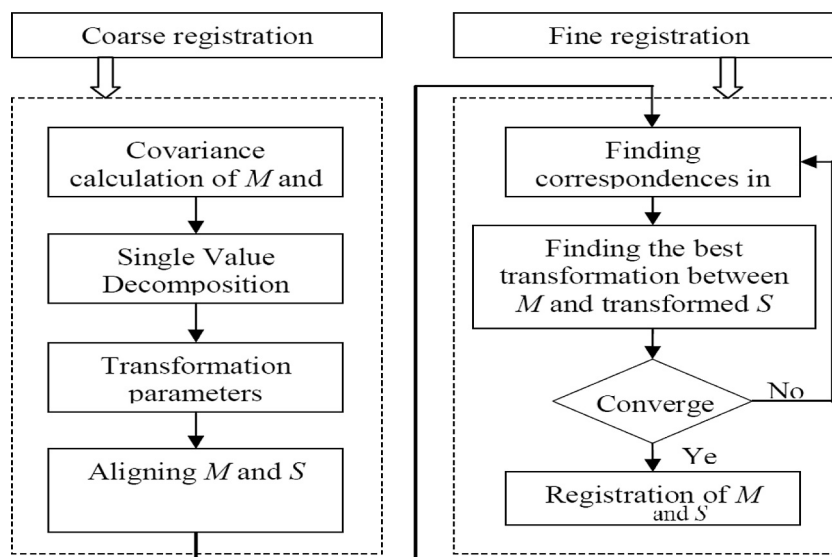 Coarse registration
Covariance
calculation of M and
Single Value
Decomposition
Transformation
parameters
Aligning M and S
Fine registration
Finding
correspondences in
Finding the best
transformation between
M and transformed S
Converge
No
Ye
Registration of M
and S